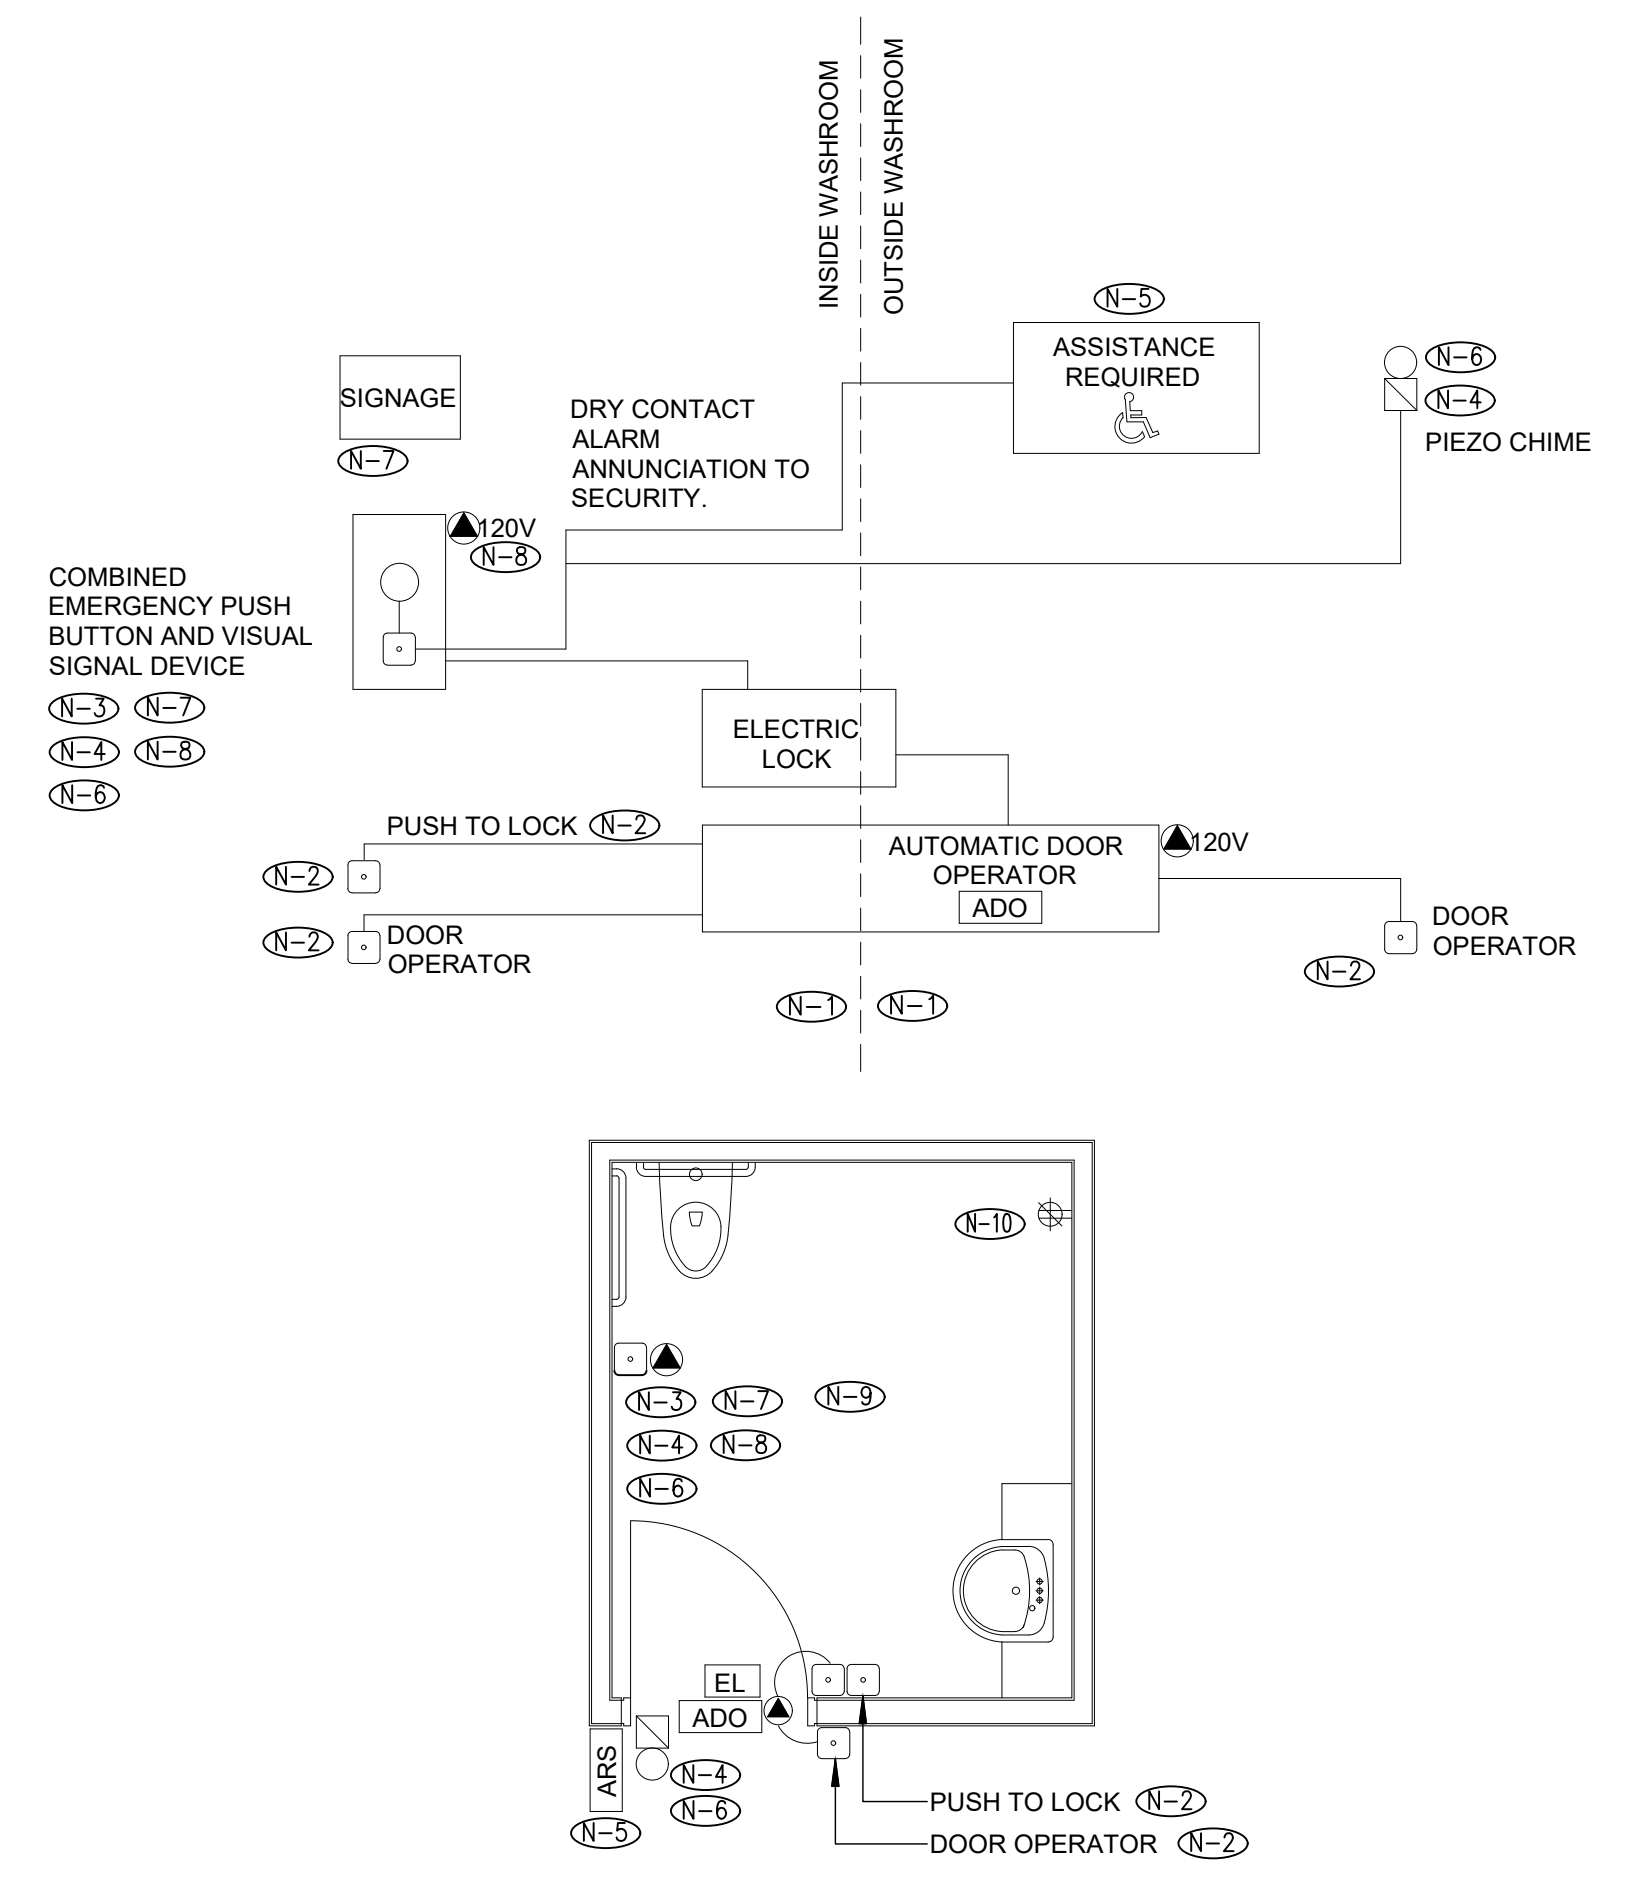 INSIDE WASHROOM
OUTSIDE WASHROOM
N-5
ASSISTANCE
REQUIRED
N-6
N-4
PIEZO CHIME
SIGNAGE
N-7
DRY CONTACT
ALARM
ANNUNCIATION TO
SECURITY.
120V
N-8
COMBINED
EMERGENCY PUSH
BUTTON AND VISUAL
SIGNAL DEVICE
N-3 N-7
N-4 N-8
N-6
ELECTRIC
LOCK
PUSH TO LOCK N-2
N-2
AUTOMATIC DOOR
OPERATOR
ADO
120V
N-2
DOOR
OPERATOR
DOOR
OPERATOR
N-2
N-1 N-1
N-10
N-3 N-7 N-9
N-4 N-8
N-6
EL
ADO
ARS
N-4
N-6
N-5
PUSH TO LOCK N-2
DOOR OPERATOR N-2